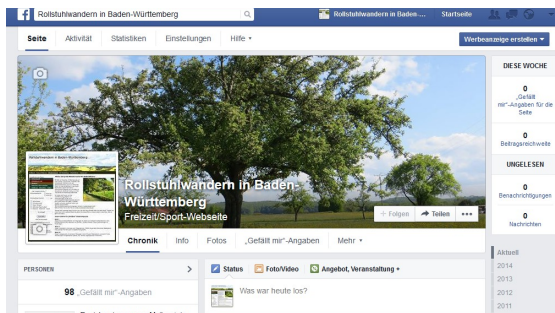 Rollstuhlwandern in Baden-Württemberg
Rollstuhlwandern in Baden-... Startseite
Seite Aktivität Statistiken Einstellungen Hilfe
Werbeanzeige erstellen
DIESE WOCHE
0
„Gefällt
mir“-Angaben für die
Seite
0
Beitragsreichweite
UNGELESEN
0
Benachrichtigungen
0
Nachrichten
Rollstuhlwandern in Baden-
Württemberg
Freizeit/Sport-Webseite
+ Folgen Teilen •••
Chronik Info Fotos „Gefällt mir“-Angaben Mehr
Aktuell
2014
2013
2012
2011
PERSONEN
98 „Gefällt mir“-Angaben
Status Foto/Video Angebot, Veranstaltung +
Was war heute los?